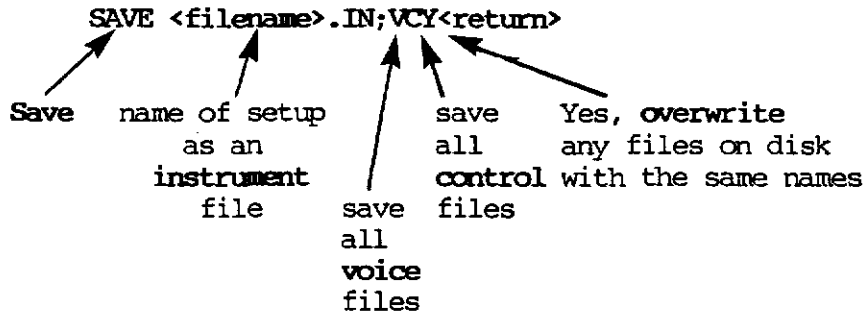 SAVE <filename>.IN;VCY<return>
Save
name of setup
as an
instrument
file
save
all
voice
files
save
all
control
files
Yes, overwrite
any files on disk
with the same names